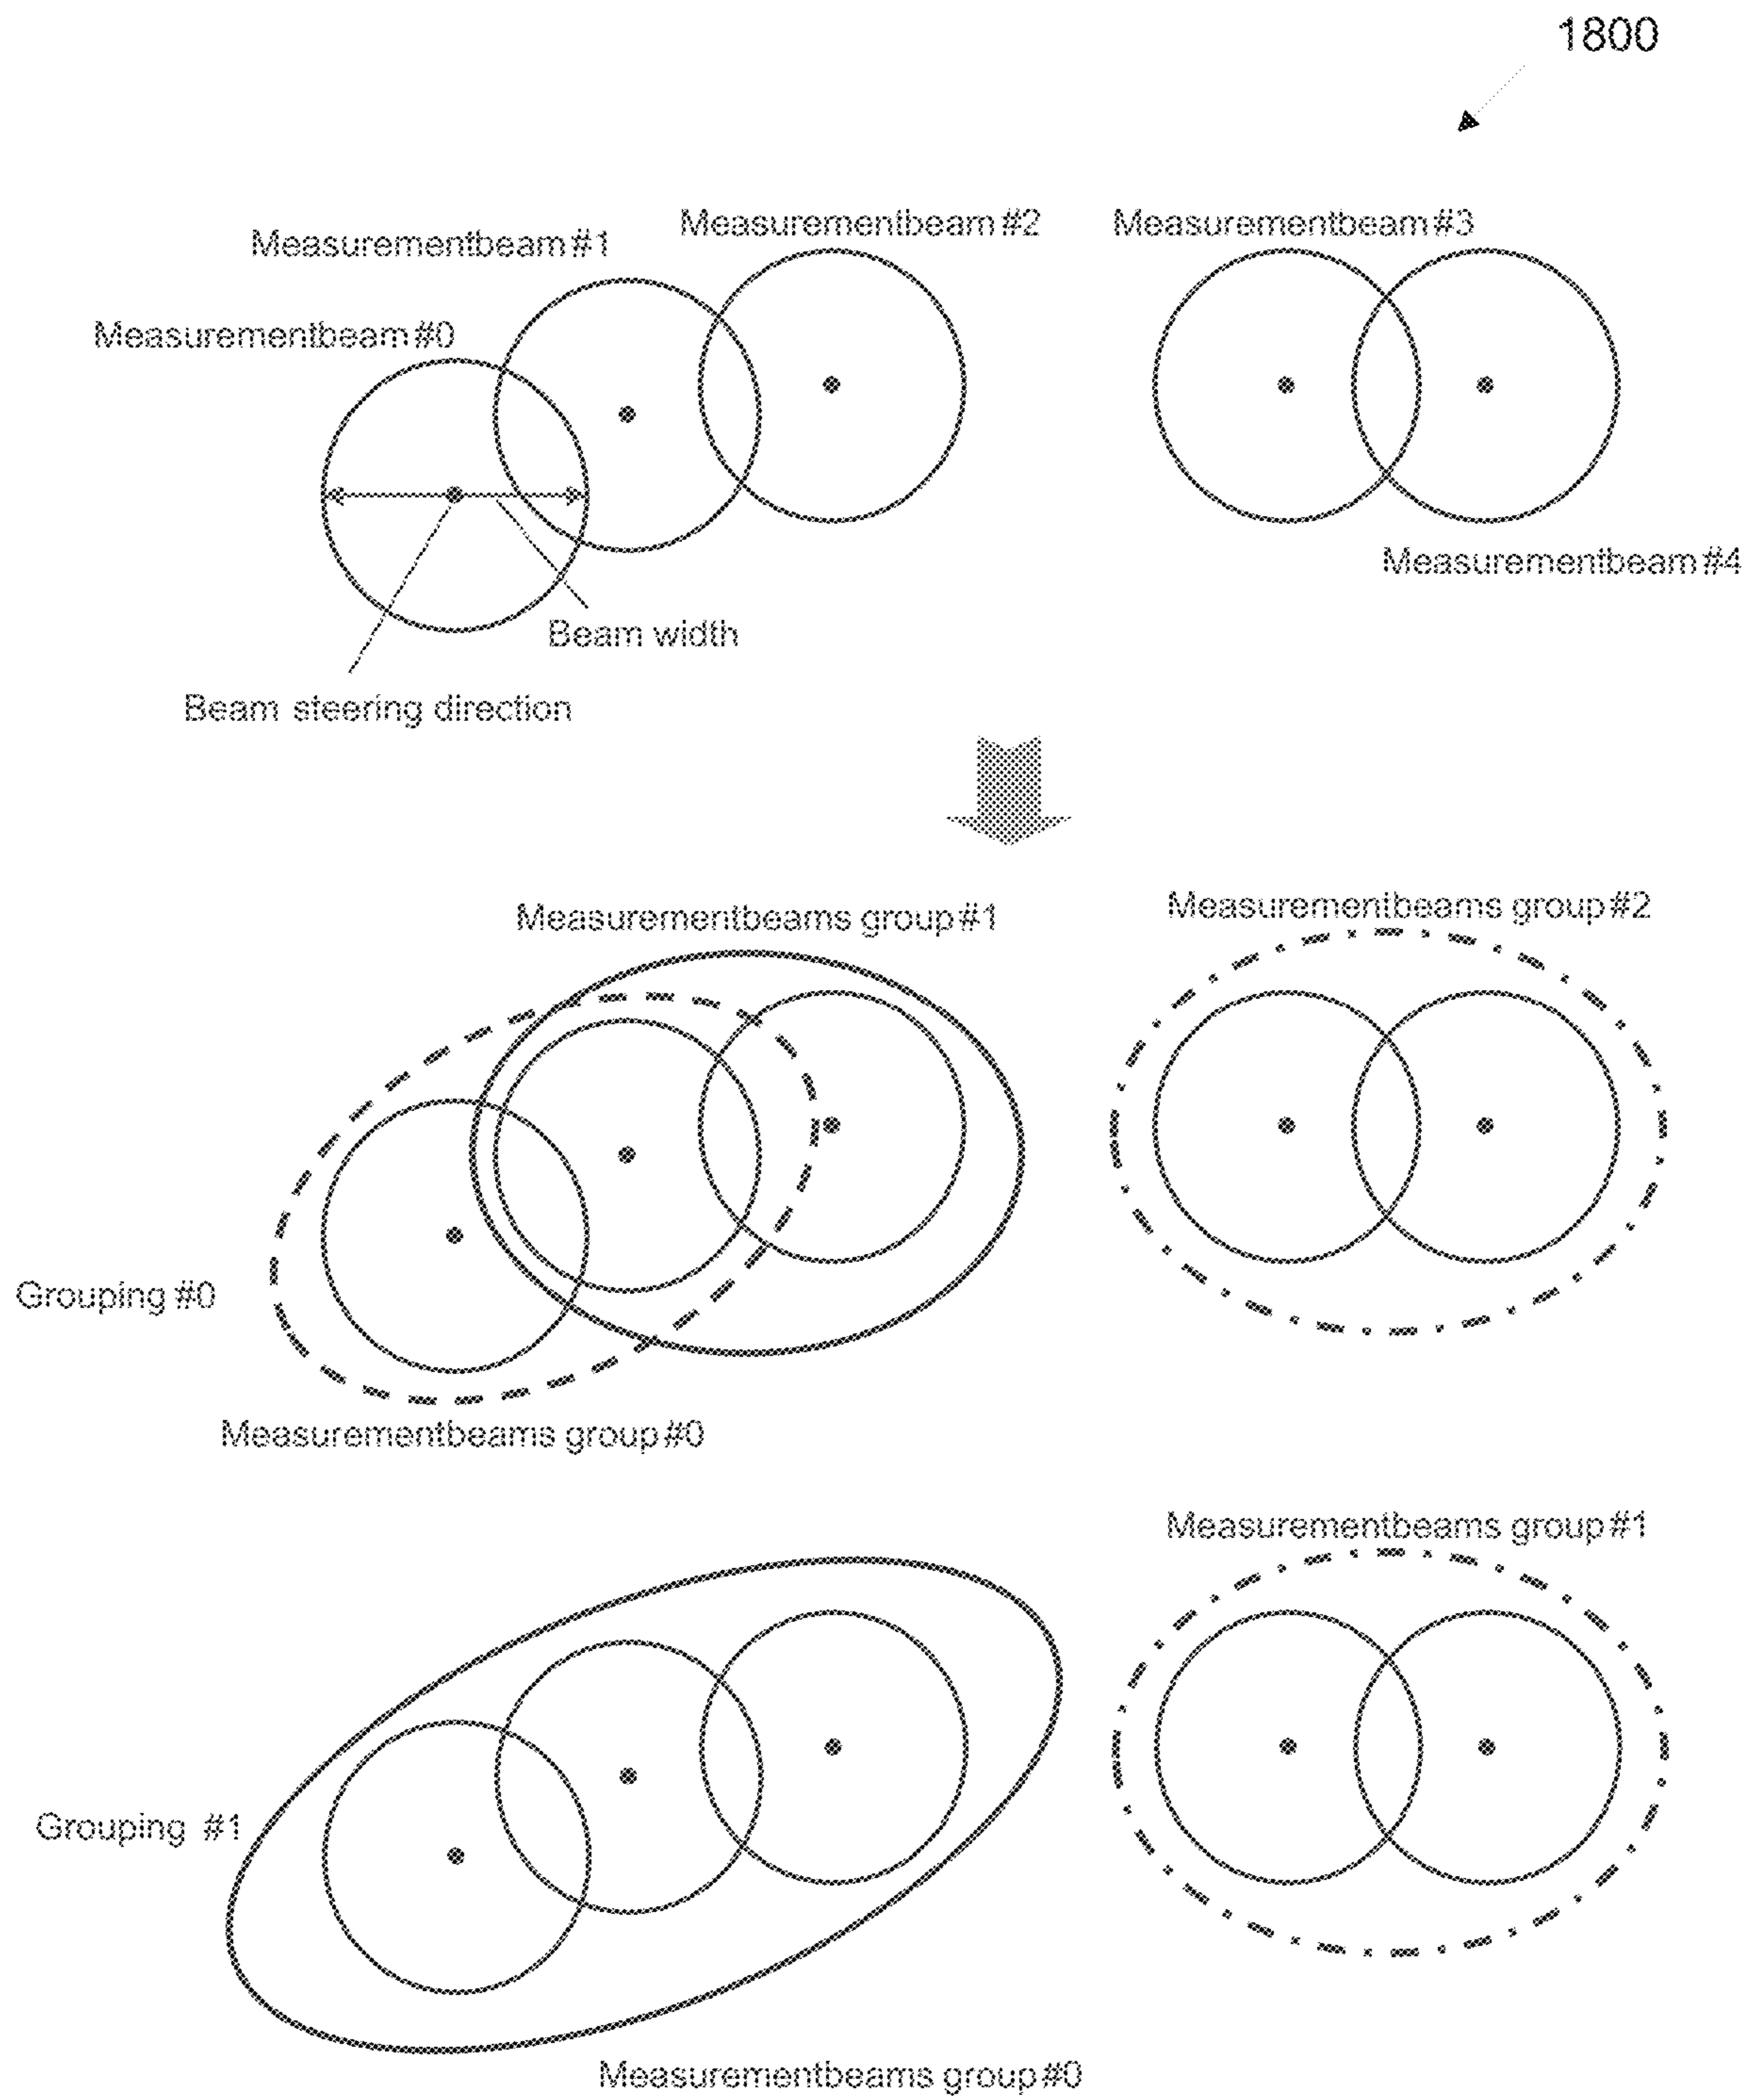 1800
Measurementbeam #2
Measurementbeam #3
Measurementbeam #1
Measurementbeam #0
Measurementbeam #4
Beam width
Beam steering direction
Measurementbeams group #2
Measurementbeams group #1
Grouping #0
Measurementbeams group #0
Measurementbeams group #1
Grouping #1
Measurementbeams group #0